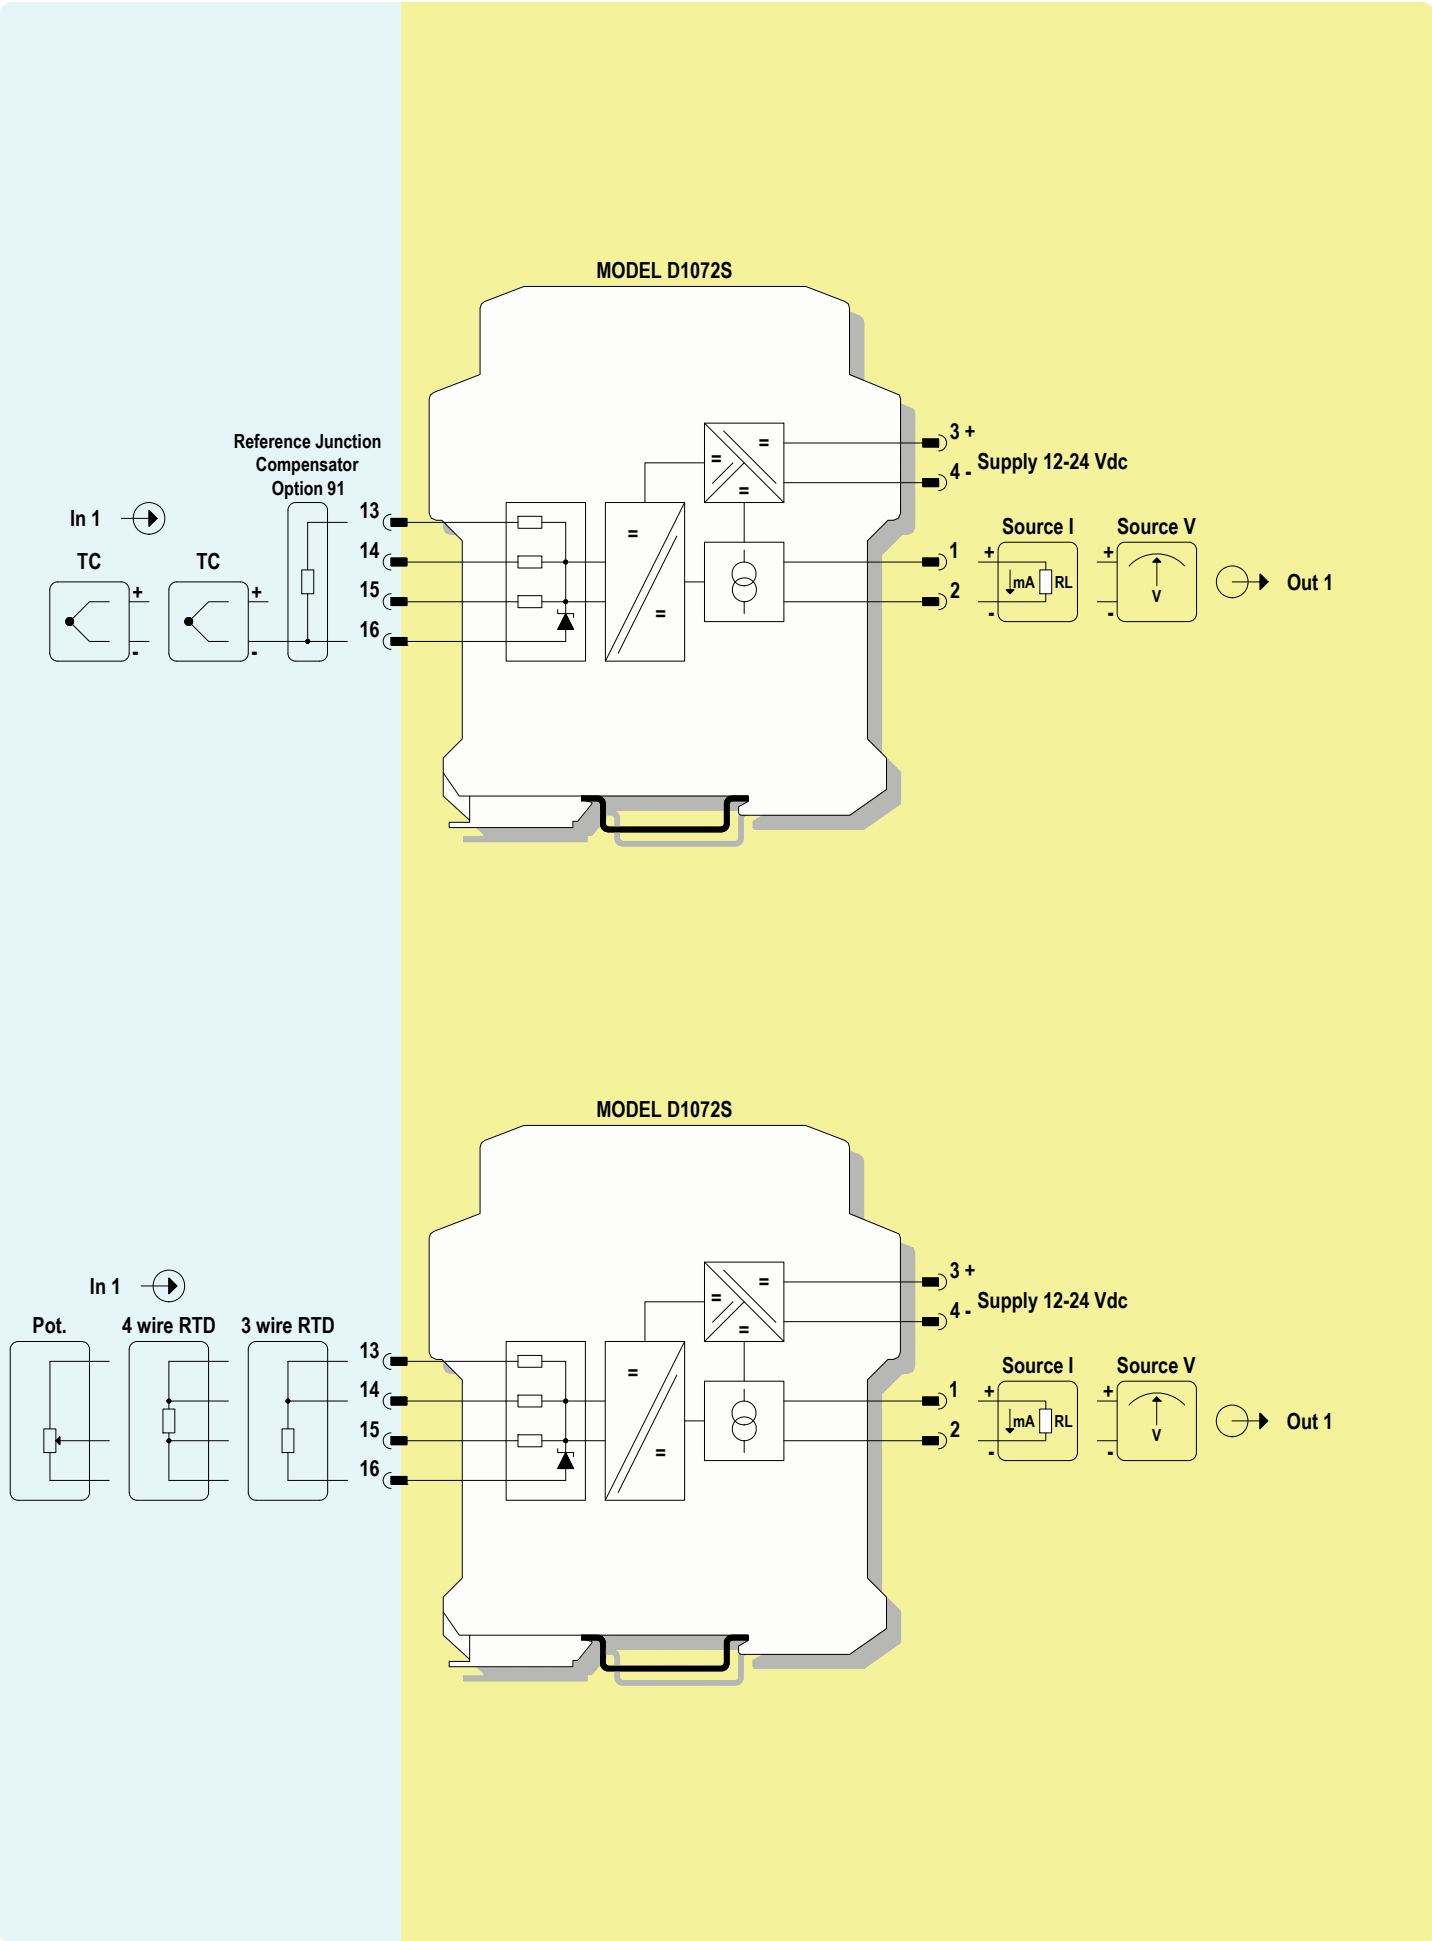 MODEL D1072S
3 +
4 -
Supply 12-24 Vdc
Reference Junction
Compensator
Option 91
In 1
13
14
15
16
TC
+
-
TC
+
-
=
=
=
=
=
1
2
Source I
+
-
mA
RL
Source V
+
-
V
Out 1
MODEL D1072S
3 +
4 -
Supply 12-24 Vdc
In 1
Pot.
4 wire RTD
3 wire RTD
13
14
15
16
=
=
=
=
=
1
2
Source I
+
-
mA
RL
Source V
+
-
V
Out 1